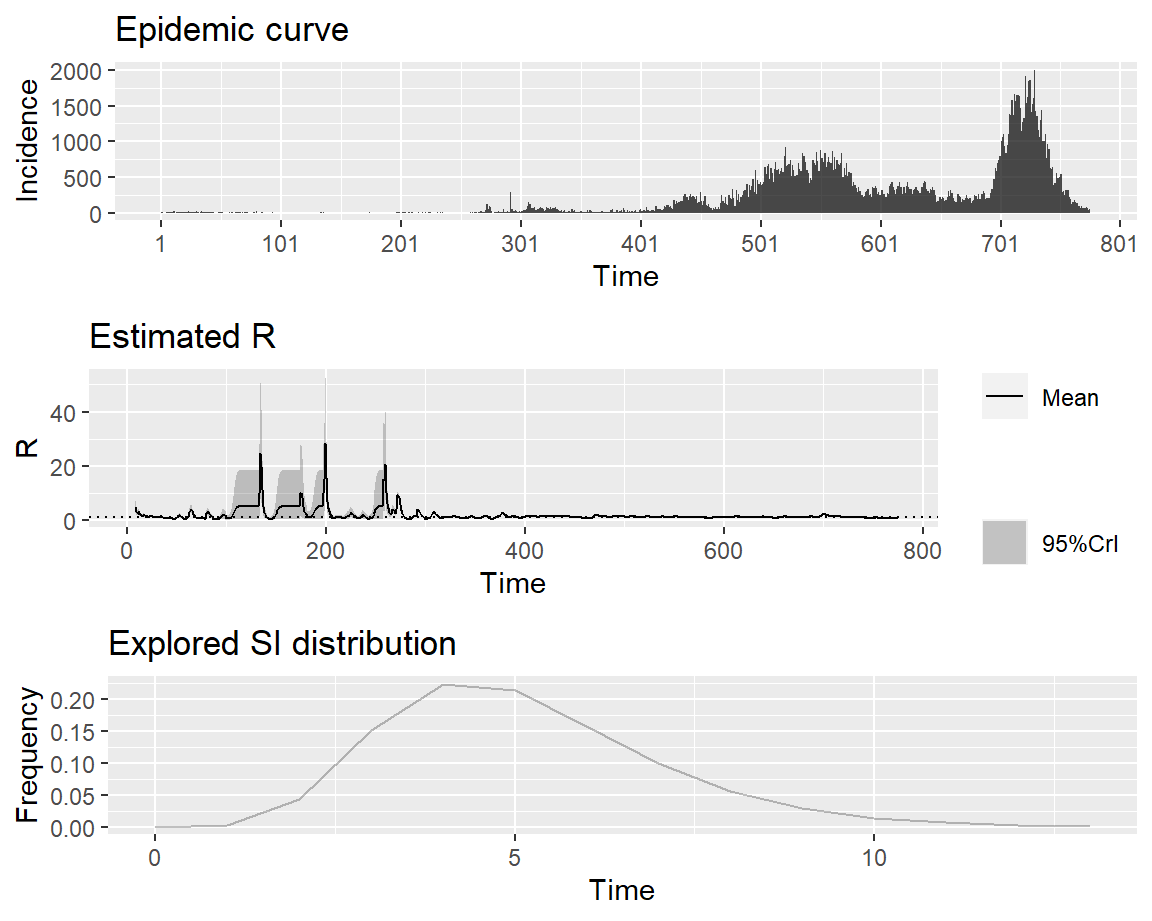 Epidemic curve
2000
1500
1000
500
0
Incidence
1 101 201 301 401 501 601 701 801
Time
Estimated R
40
20
0
R
0 200 400 600 800
Time
Mean
95%CrI
Explored SI distribution
0.20
0.15
0.10
0.05
0.00
Frequency
0 5 10
Time